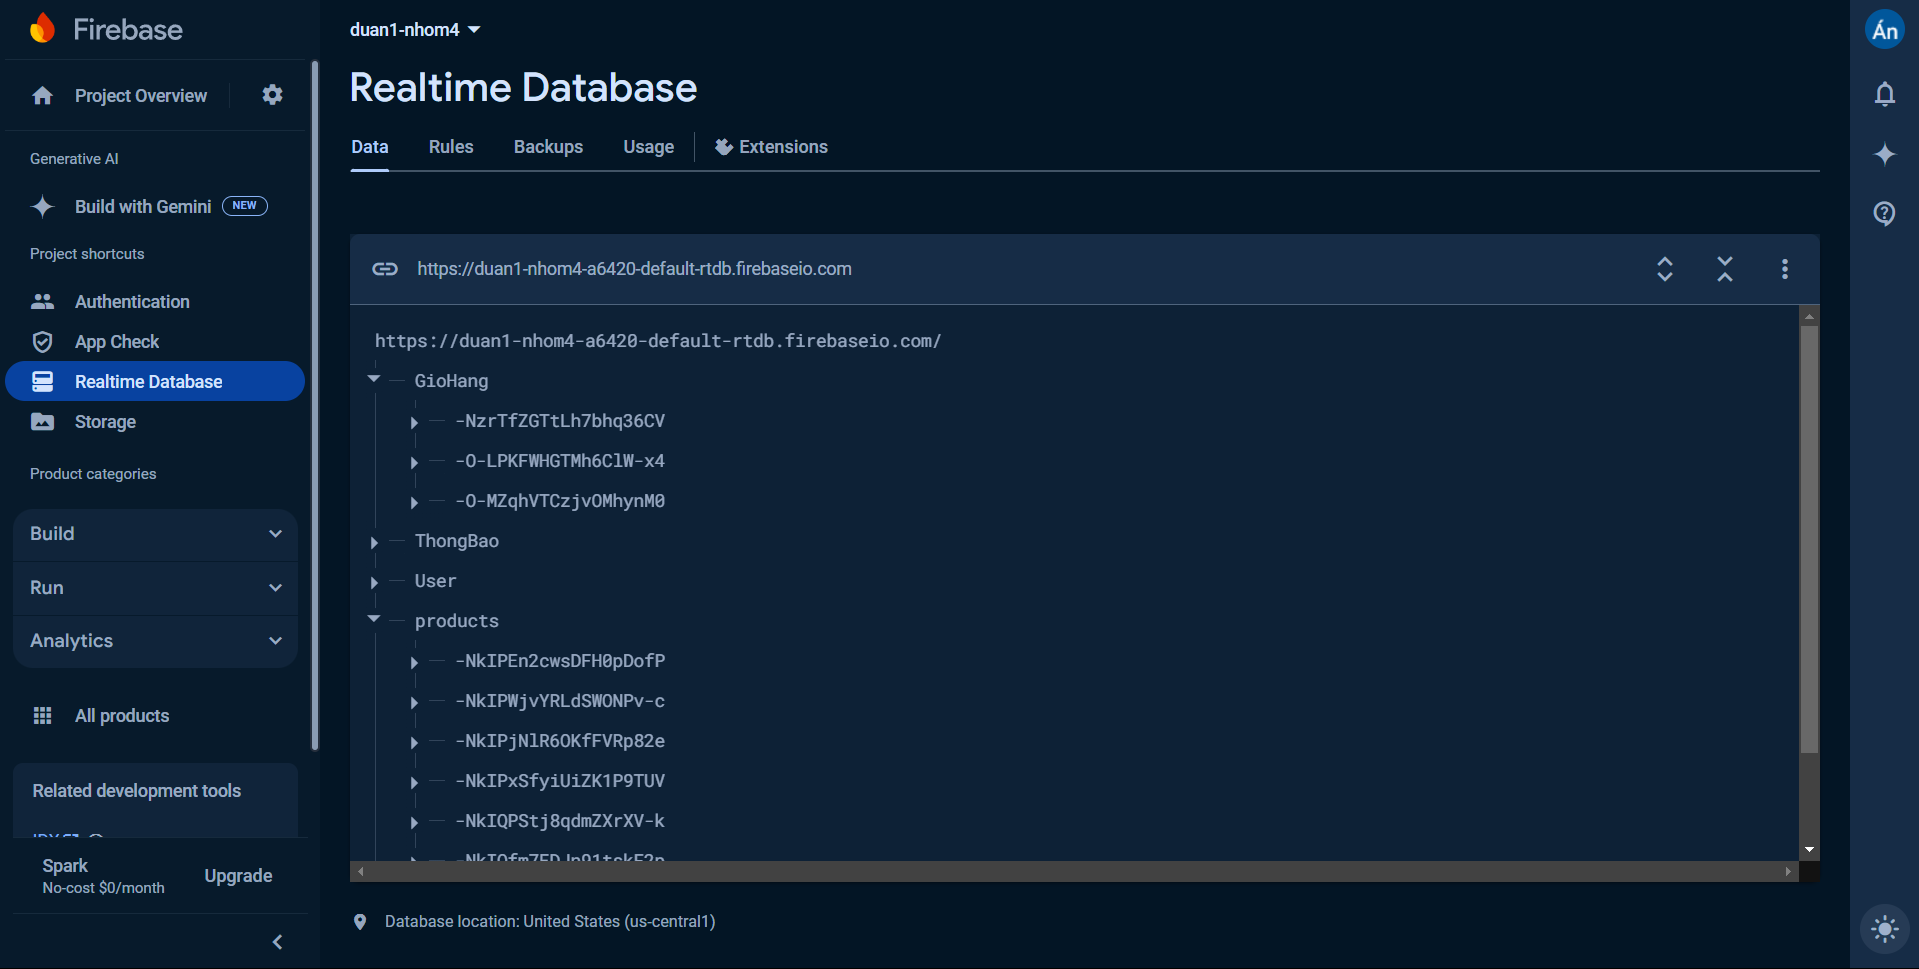 Firebase
Project Overview
Generative AI
Build with Gemini NEW
Project shortcuts
Authentication
App Check
Realtime Database
Storage
Product categories
Build
Run
Analytics
All products
Related development tools
Spark
No-cost $0/month
Upgrade
duan1-nhom4
Realtime Database
Data Rules Backups Usage Extensions
https://duan1-nhom4-a6420-default-rtdb.firebaseio.com
https://duan1-nhom4-a6420-default-rtdb.firebaseio.com/
GioHang
-NzrTfZGTtLh7bhq36CV
-O-LPKFWHGTMh6ClW-x4
-O-MZqhVTCzjvOMhynM0
ThongBao
User
products
-NkIPEn2cwsDFH0pDofP
-NkIPWjvYRLdSWONPv-c
-NkIPjNlR6OKfFVRp82e
-NkIPxSfyiUiZK1P9TUV
-NkIQPStj8qdmZXrXV-k
Database location: United States (us-central1)
Án